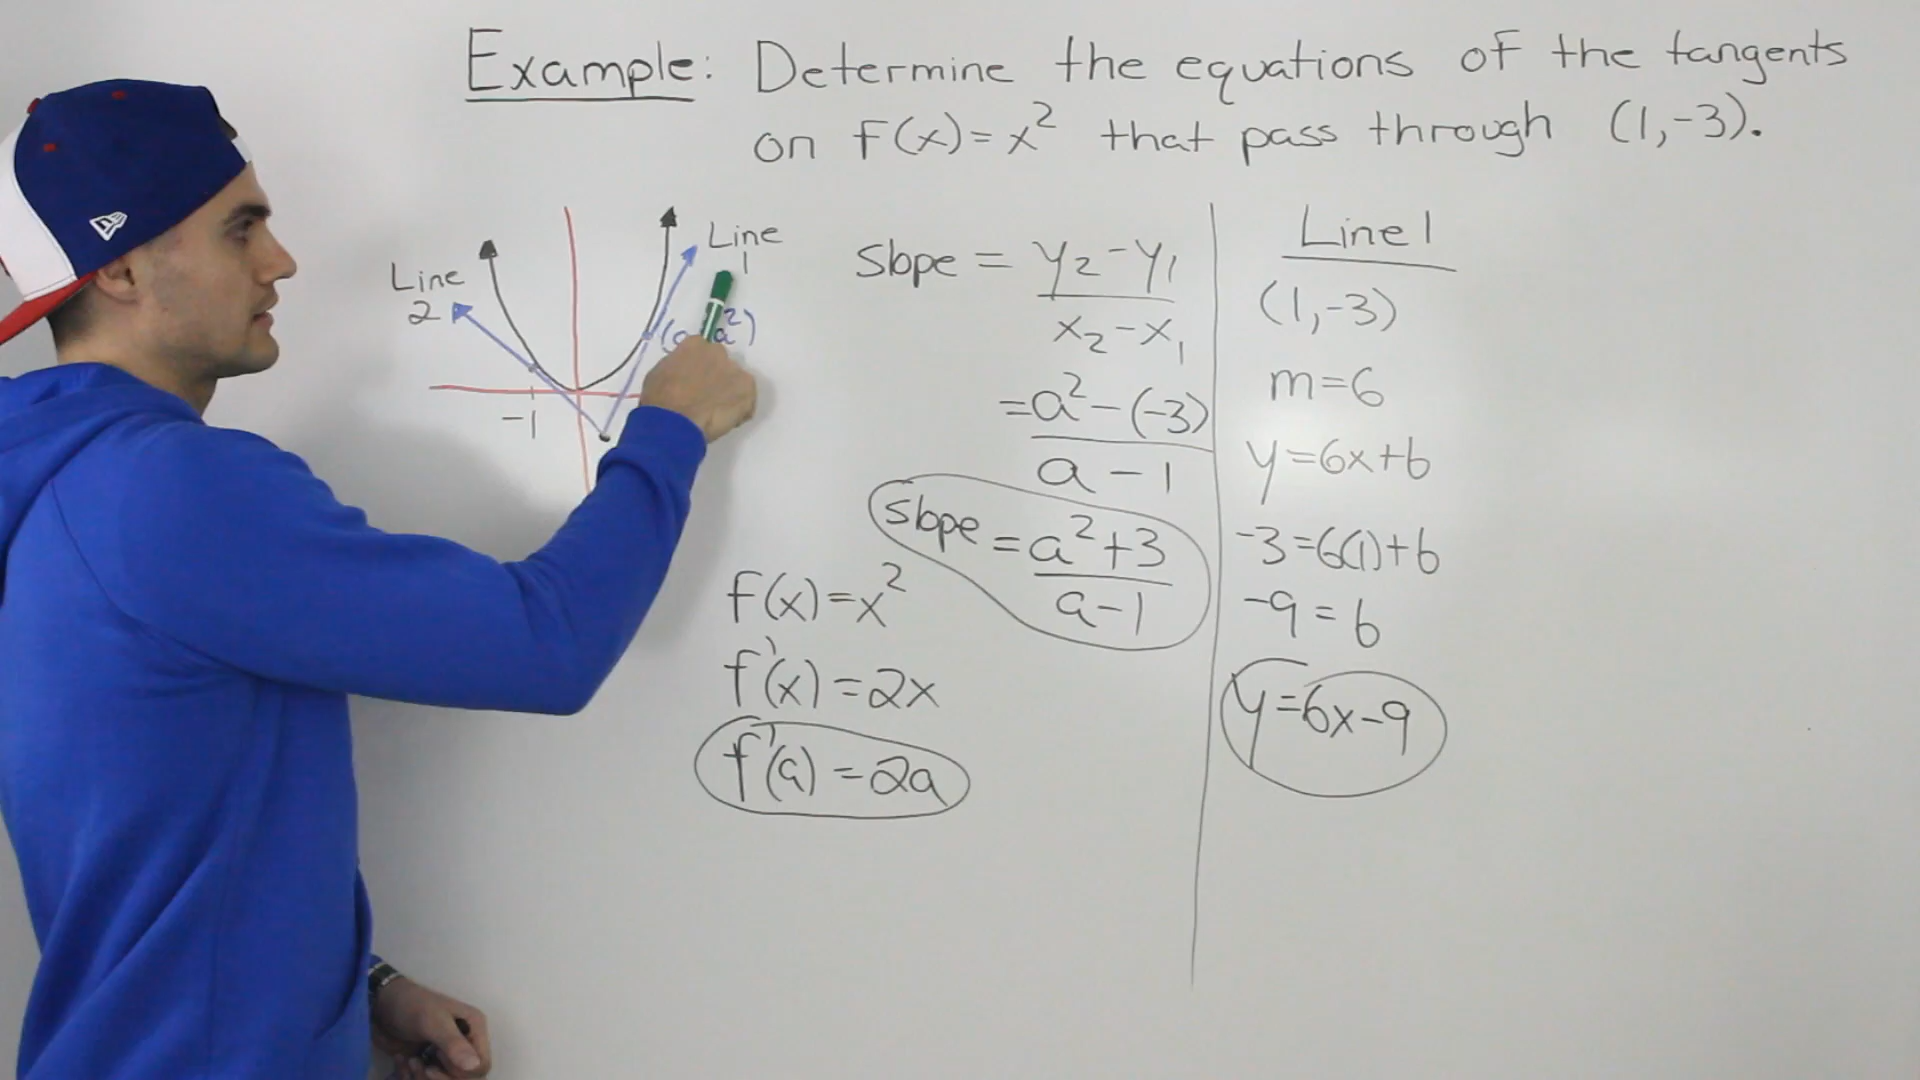 Example: Determine the equations of the tangents
on f(x)=x² that pass through (1,-3).
Line
1
Line
2
(a,a²)
-1
Slope = y₂-y₁
x₂-x₁
=a²-(-3)
a-1
Slope =a²+3
a-1
f(x)=x²
f'(x)=2x
f'(a)=2a
Line 1
(1,-3)
m=6
y=6x+b
-3=6(1)+b
-9=b
y=6x-9